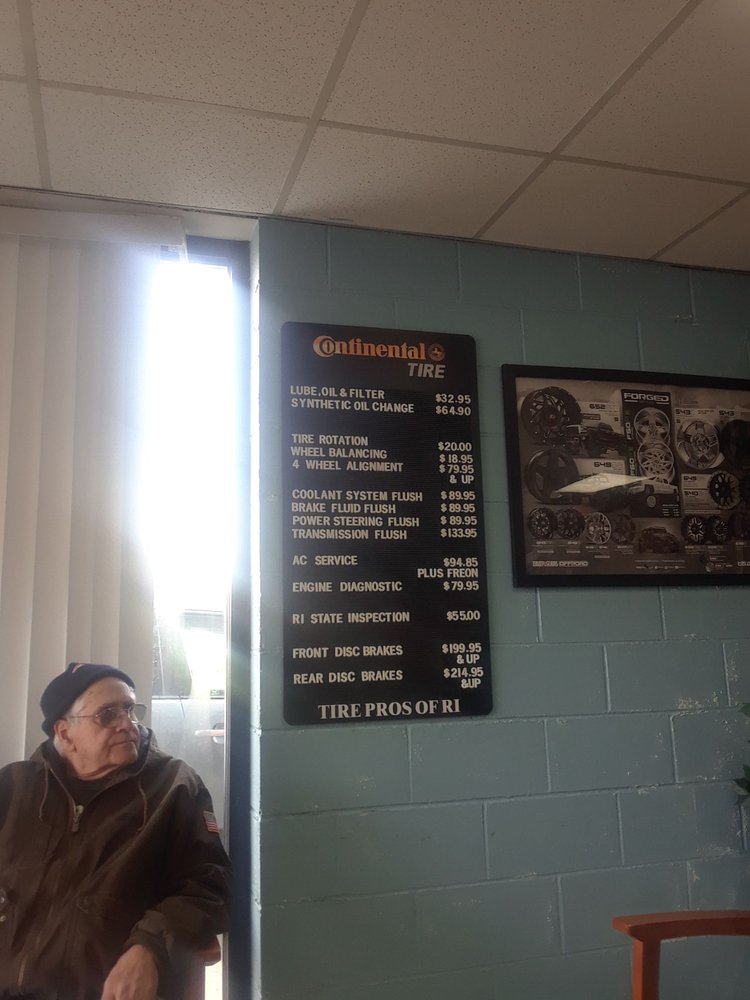 Continental
TIRE
LUBE, OIL & FILTER $32.95
SYNTHETIC OIL CHANGE $64.90
TIRE ROTATION $20.00
WHEEL BALANCING $18.95
4 WHEEL ALIGNMENT $79.95
& UP
COOLANT SYSTEM FLUSH $89.95
BRAKE FLUID FLUSH $89.95
POWER STEERING FLUSH $89.95
TRANSMISSION FLUSH $133.95
AC SERVICE $94.85
PLUS FREON
ENGINE DIAGNOSTIC $79.95
RI STATE INSPECTION $55.00
FRONT DISC BRAKES $199.95
& UP
REAR DISC BRAKES $214.95
&UP
TIRE PROS OF RI
FORGED
652
543
648
OFFROAD